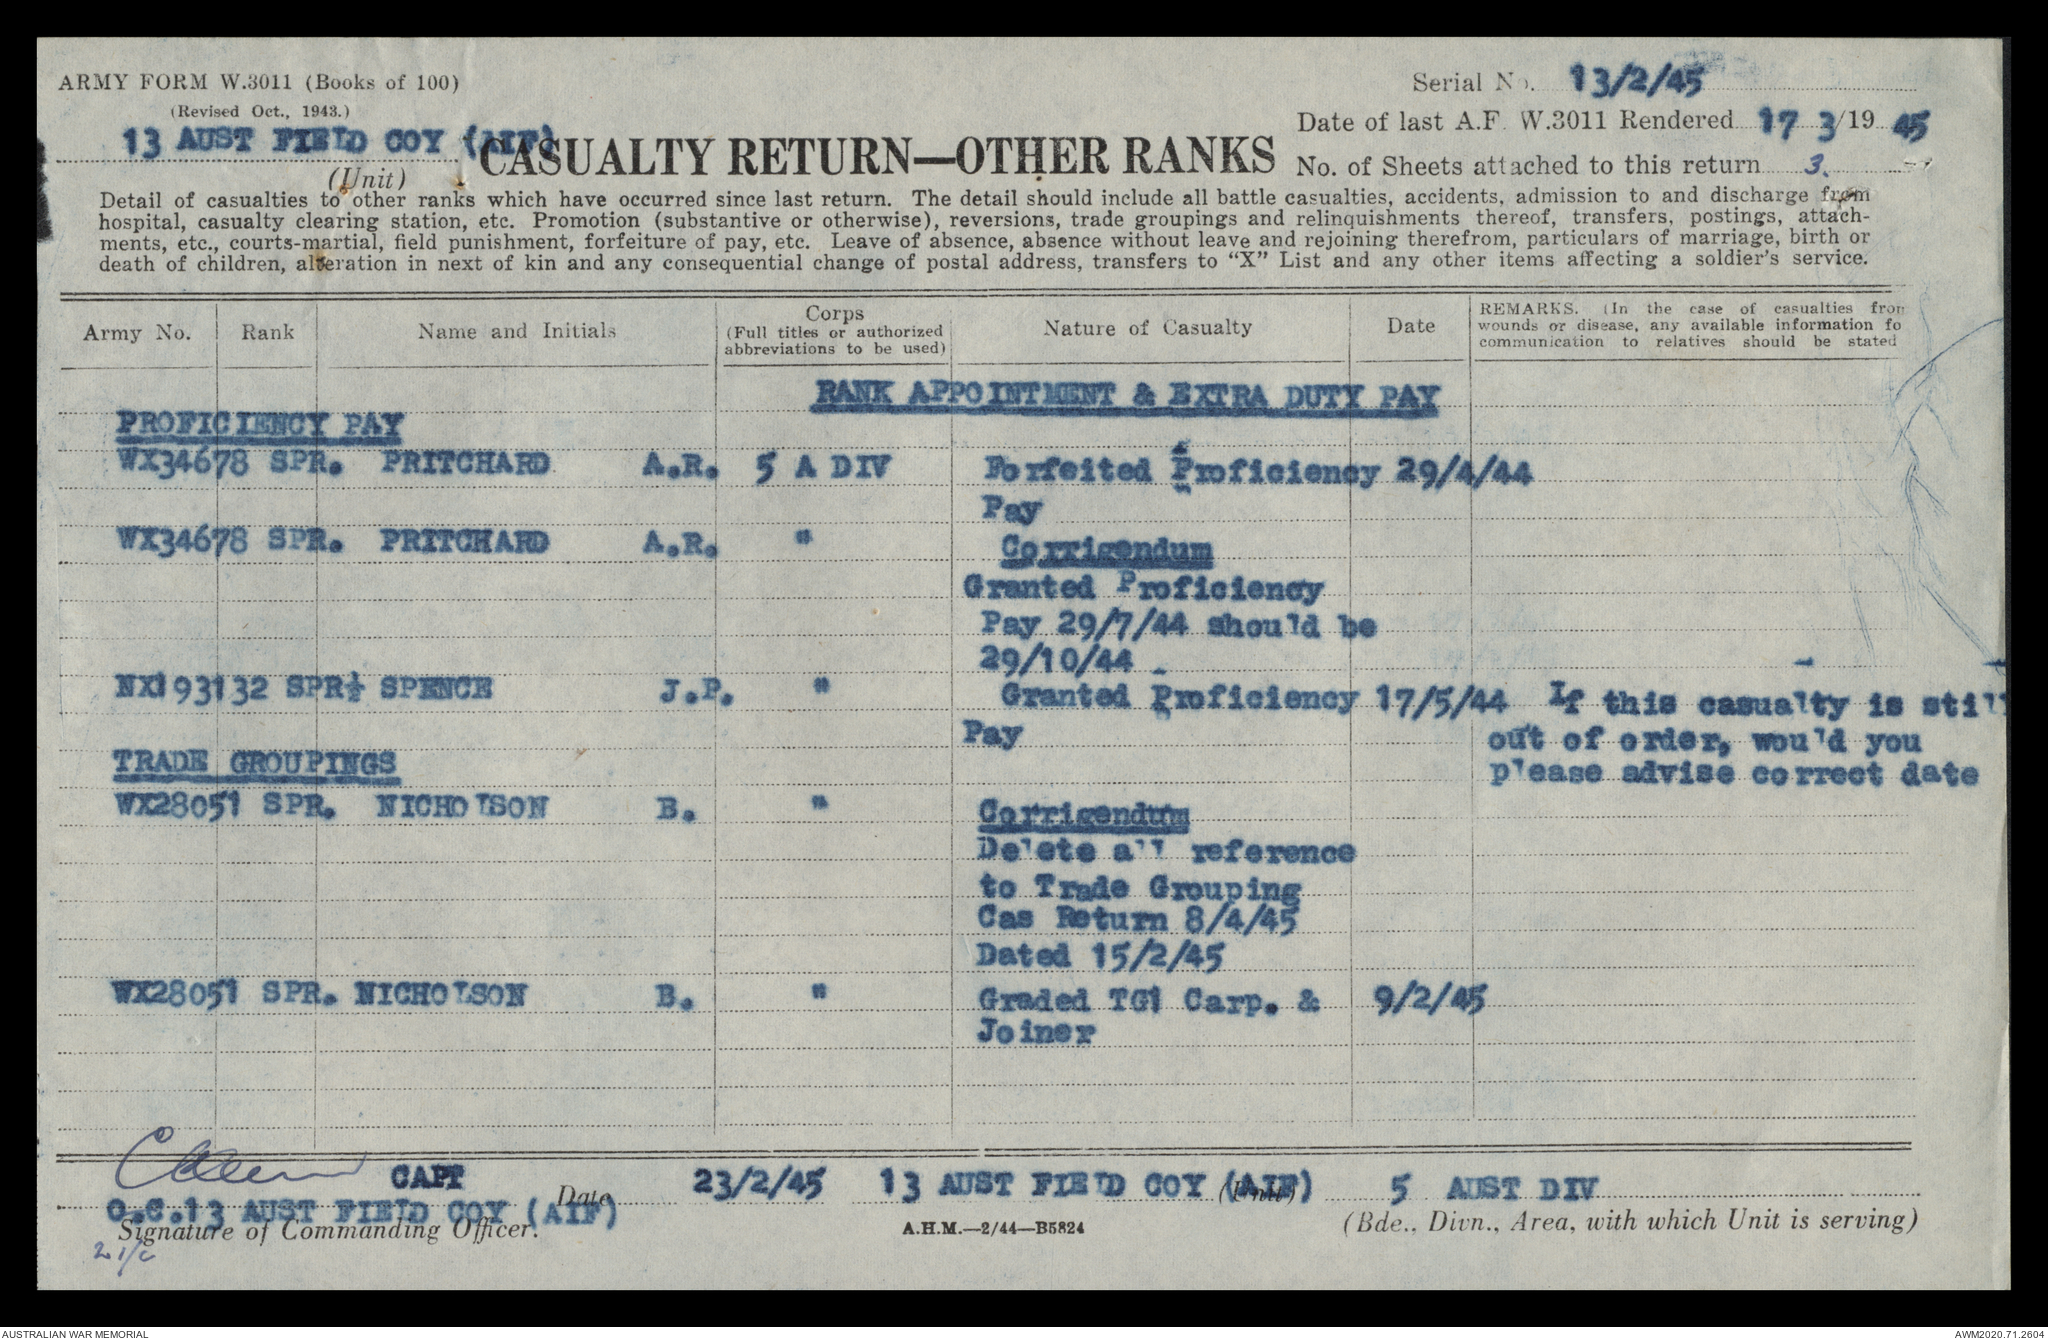 ARMY FORM W.3011 (Books of 100)
(Revised Oct., 1943.)
Serial No. 13/2/45
13 AUST FIELD COY (AIF)
(Unit)
CASUALTY RETURN—OTHER RANKS
Date of last A.F. W.3011 Rendered 17 3/19 45
No. of Sheets attached to this return 3.
Detail of casualties to other ranks which have occurred since last return. The detail should include all battle casualties, accidents, admission to and discharge from
hospital, casualty clearing station, etc. Promotion (substantive or otherwise), reversions, trade groupings and relinquishments thereof, transfers, postings, attach-
ments, etc., courts-martial, field punishment, forfeiture of pay, etc. Leave of absence, absence without leave and rejoining therefrom, particulars of marriage, birth or
death of children, alteration in next of kin and any consequential change of postal address, transfers to "X" List and any other items affecting a soldier's service.
Army No. Rank Name and Initials Corps
(Full titles or authorized
abbreviations to be used)
Nature of Casualty Date
REMARKS. (In the case of casualties from
wounds or disease, any available information fo
communication to relatives should be stated
RANK APPOINTMENT & EXTRA DUTY PAY
PROFICIENCY PAY
WX34678 SPR. PRITCHARD A.R. 5 A DIV Forfeited Proficiency 29/4/44
Pay
WX34678 SPR. PRITCHARD A.R. " Corrigendum
Granted Proficiency
Pay 29/7/44 should be
29/10/44
NX193132 SPR½ SPENCE J.P. " Granted Proficiency 17/5/44 If this casualty is still
Pay out of order, would you
please advise correct date
TRADE GROUPINGS
WX28051 SPR. NICHOLSON B. " Corrigendum
Delete all reference
to Trade Grouping
Cas Return 8/4/45
Dated 15/2/45
WX28051 SPR. NICHOLSON B. " Graded TG1 Carp. & 9/2/45
Joiner
CAPT
Date 23/2/45 13 AUST FIELD COY (AIF) (Unit) 5 AUST DIV
O.C.13 AUST FIELD COY (AIF)
Signature of Commanding Officer.
A.H.M.—2/44—B5824
(Bde., Divn., Area, with which Unit is serving)
2 i/c
AUSTRALIAN WAR MEMORIAL
AWM2020.71.2604